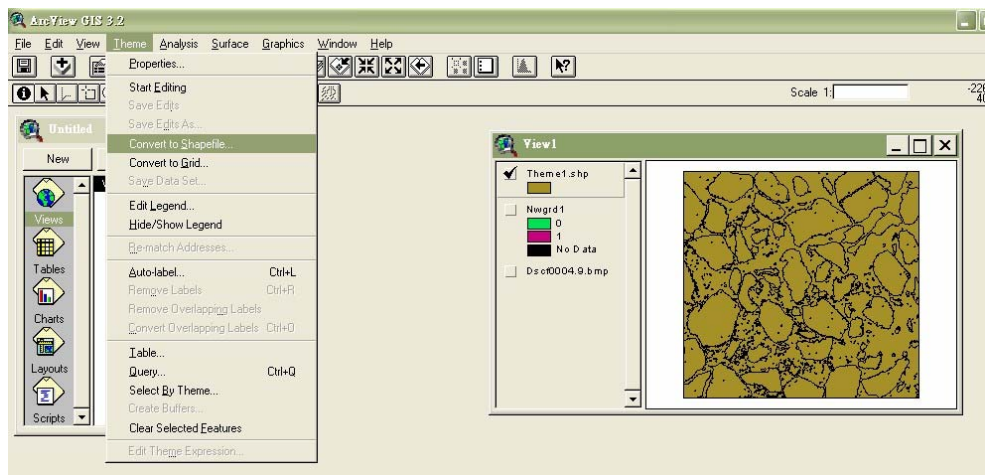 ArcView GIS 3.2
File Edit View Theme Analysis Surface Graphics Window Help
Properties...
Start Editing
Save Edits
Save Edits As...
Convert to Shapefile...
Convert to Grid...
Save Data Set...
Edit Legend...
Hide/Show Legend
Re-match Addresses...
Auto-label... Ctrl+L
Remove Labels Ctrl+R
Remove Overlapping Labels
Convert Overlapping Labels Ctrl+O
Table...
Query... Ctrl+Q
Select By Theme...
Create Buffers...
Clear Selected Features
Edit Theme Expression...
Scale 1:
Untitled
New
Views
Tables
Charts
Layouts
Scripts
View1
Theme1.shp
Nwgrd1
0
1
No Data
Dscf0004.9.bmp